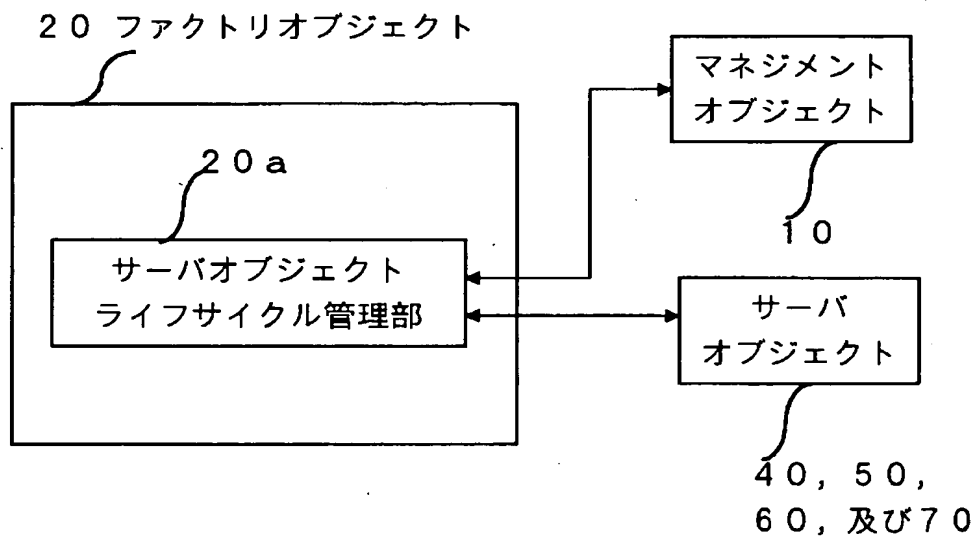 20 ファクトリオブジェクト
マネジメント
オブジェクト
10
20a
サーバオブジェクト
ライフサイクル管理部
サーバ
オブジェクト
40, 50,
60, 及び70